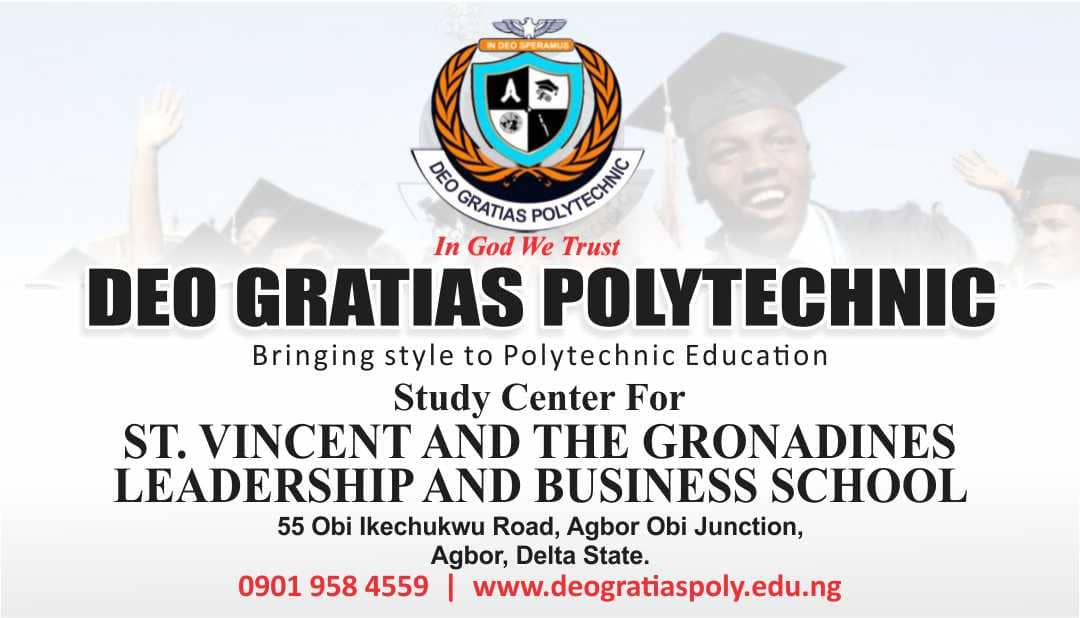 IN DEO SPERAMUS
DEO GRATIAS POLYTECHNIC
In God We Trust
DEO GRATIAS POLYTECHNIC
Bringing style to Polytechnic Education
Study Center For
ST. VINCENT AND THE GRONADINES
LEADERSHIP AND BUSINESS SCHOOL
55 Obi Ikechukwu Road, Agbor Obi Junction,
Agbor, Delta State.
0901 958 4559 | www.deogratiaspoly.edu.ng